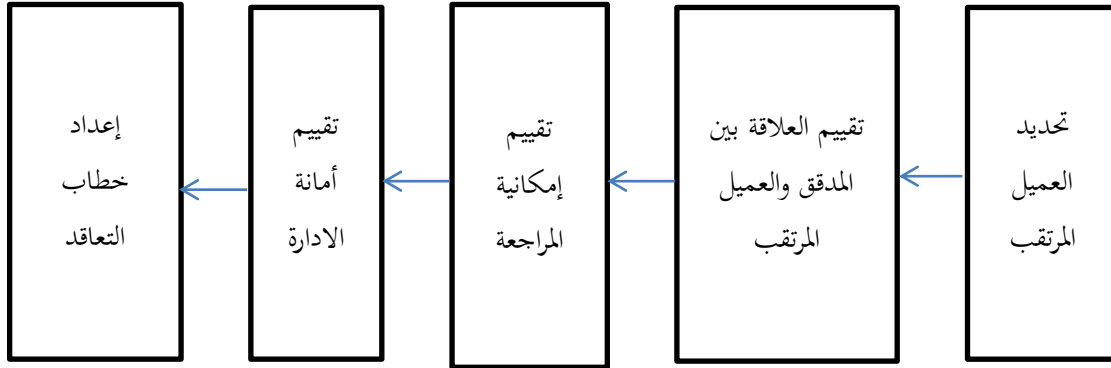 تحديد
العميل
المرتقب
تقييم العلاقة بين
المدقق والعميل
المرتقب
تقييم
إمكانية
المراجعة
تقييم
أمانة
الادارة
إعداد
خطاب
التعاقد